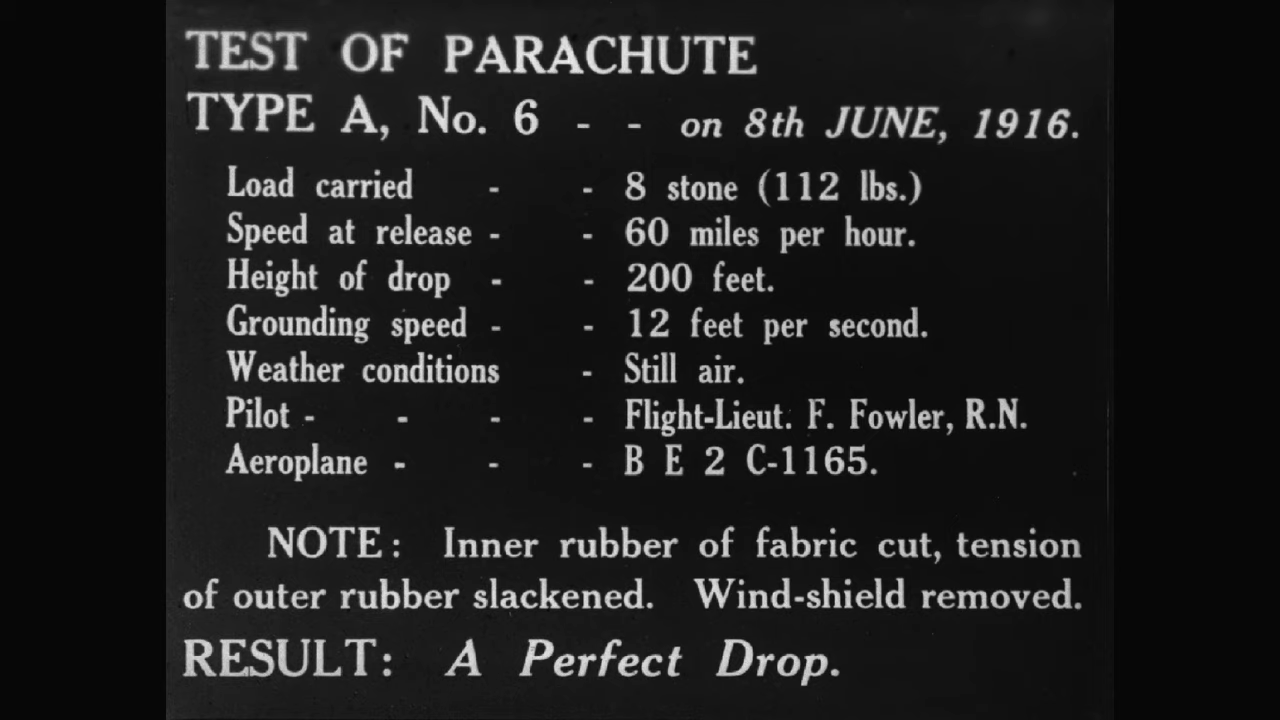 TEST OF PARACHUTE
TYPE A, No. 6 - - on 8th JUNE, 1916.
Load carried - - 8 stone (112 lbs.)
Speed at release - - 60 miles per hour.
Height of drop - - 200 feet.
Grounding speed - - 12 feet per second.
Weather conditions - Still air.
Pilot - - - - Flight-Lieut. F. Fowler, R.N.
Aeroplane - - - B E 2 C-1165.
NOTE: Inner rubber of fabric cut, tension
of outer rubber slackened. Wind-shield removed.
RESULT: A Perfect Drop.